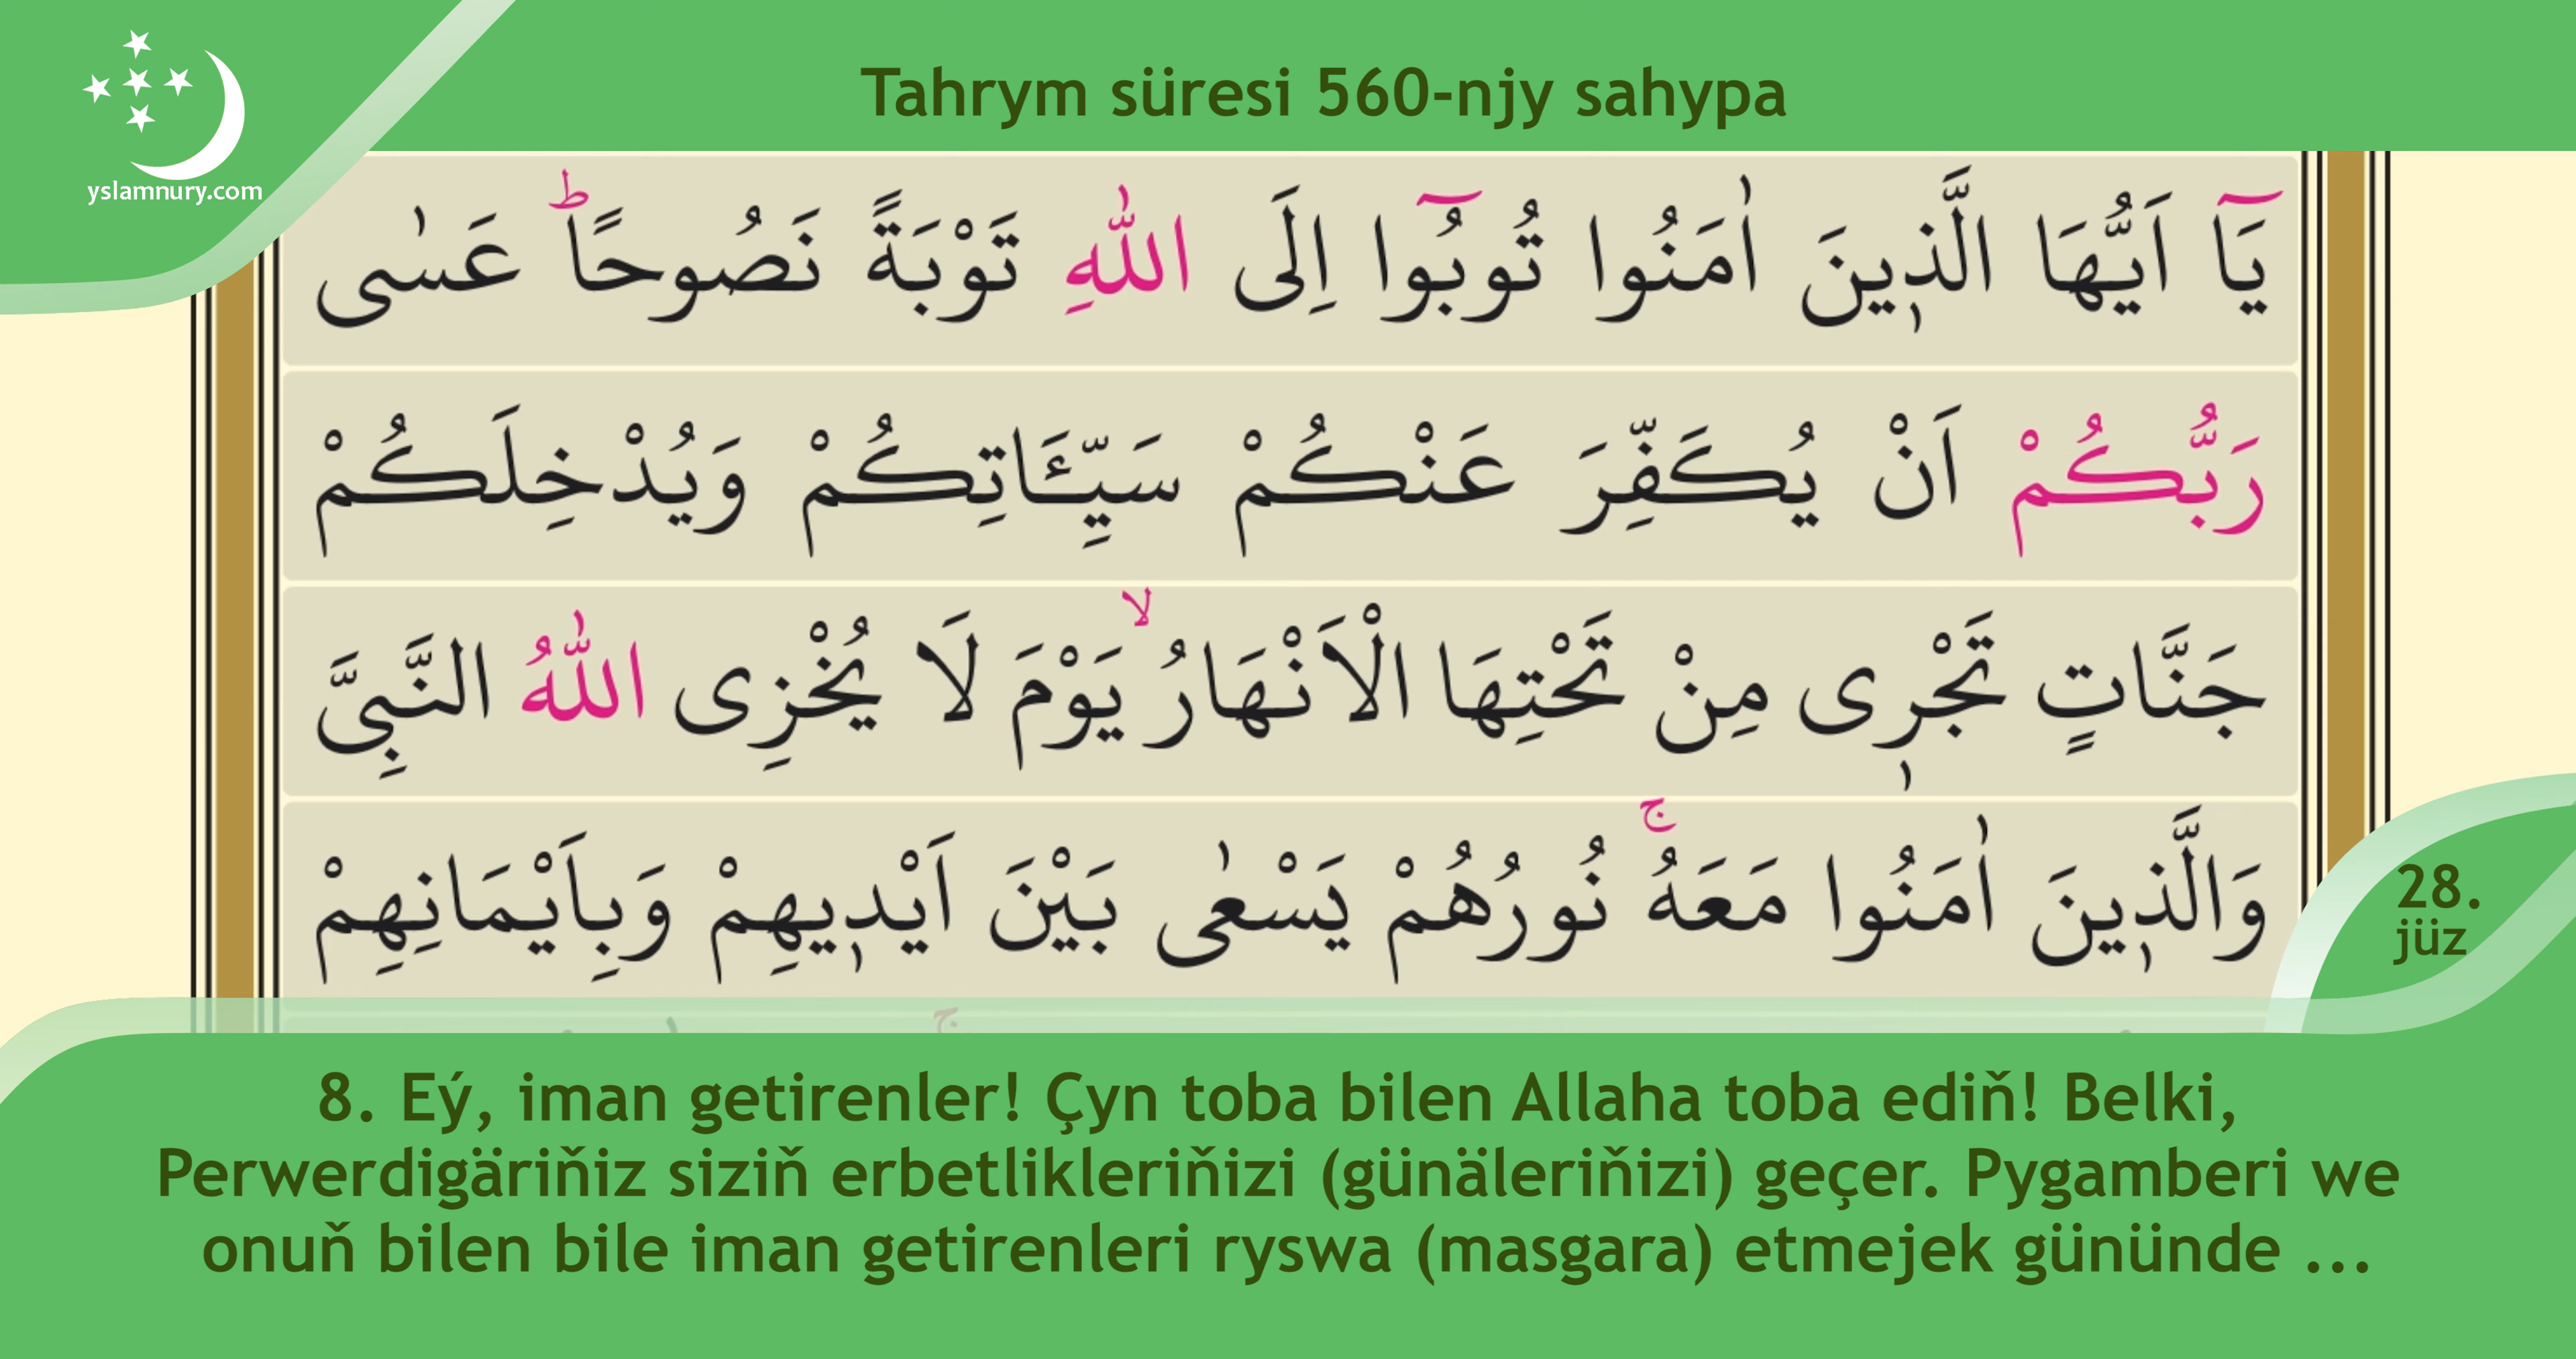 yslamnury.com
Tahrym süresi 560-njy sahypa
يَٓا اَيُّهَا الَّذ۪ينَ اٰمَنُوا تُوبُٓوا اِلَى اللّٰهِ تَوْبَةً نَصُوحًاۜ عَسٰى
رَبُّكُمْ اَنْ يُكَفِّرَ عَنْكُمْ سَيِّـَٔاتِكُمْ وَيُدْخِلَكُمْ
جَنَّاتٍ تَجْر۪ى مِنْ تَحْتِهَا الْاَنْهَارُۙ يَوْمَ لَا يُخْزِى اللّٰهُ النَّبِىَّ
وَالَّذ۪ينَ اٰمَنُوا مَعَهُۚ نُورُهُمْ يَسْعٰى بَيْنَ اَيْد۪يهِمْ وَبِاَيْمَانِهِمْ
28.
jüz
8. Eý, iman getirenler! Çyn toba bilen Allaha toba ediň! Belki,
Perwerdigäriňiz siziň erbetlikleriňizi (günäleriňizi) geçer. Pygamberi we
onuň bilen bile iman getirenleri ryswa (masgara) etmejek gününde ...